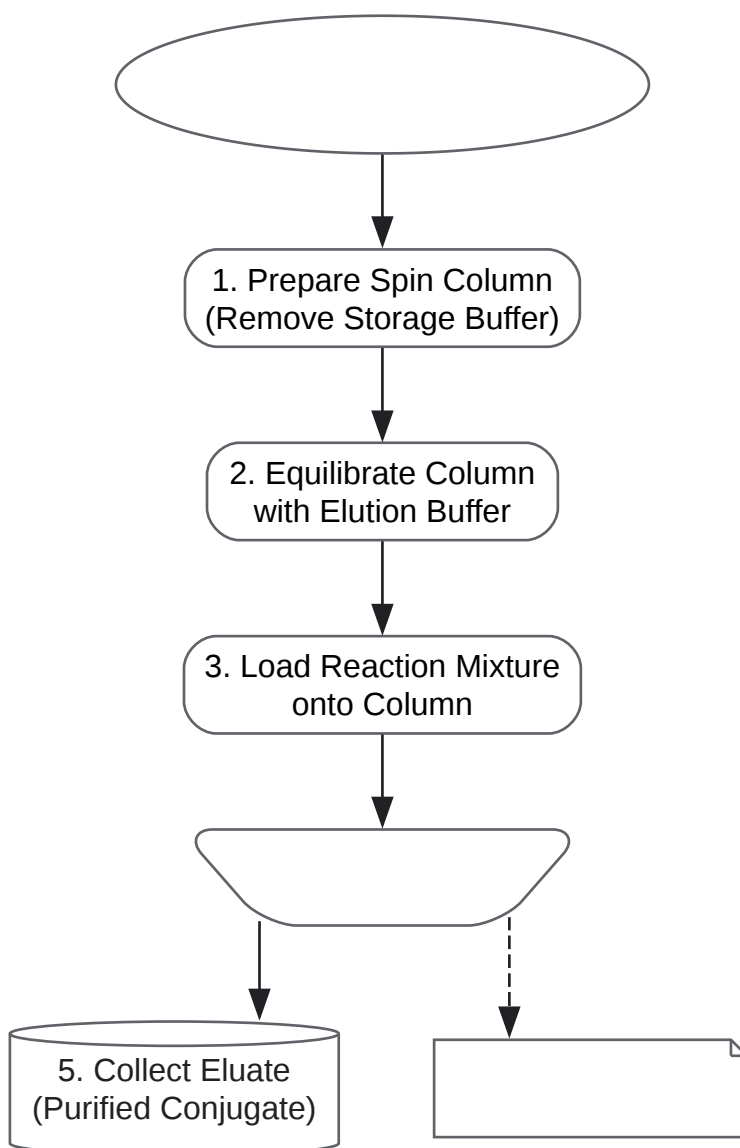 1. Prepare Spin Column
(Remove Storage Buffer)
2. Equilibrate Column
with Elution Buffer
3. Load Reaction Mixture
onto Column
5. Collect Eluate
(Purified Conjugate)